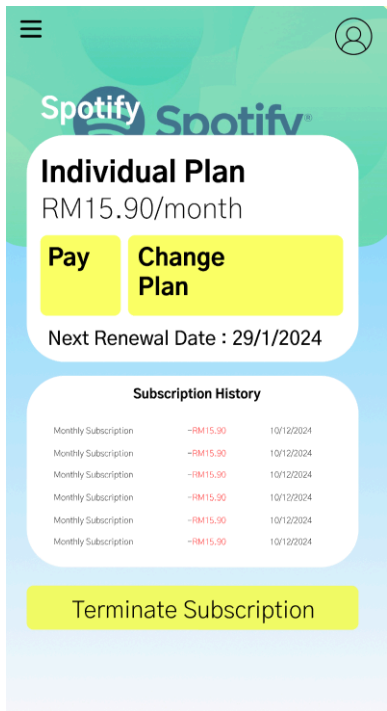 Spotify
Spotify®
Individual Plan
RM15.90/month
Pay
Change
Plan
Next Renewal Date : 29/1/2024
Subscription History
Monthly Subscription -RM15.90 10/12/2024
Monthly Subscription -RM15.90 10/12/2024
Monthly Subscription -RM15.90 10/12/2024
Monthly Subscription -RM15.90 10/12/2024
Monthly Subscription -RM15.90 10/12/2024
Monthly Subscription -RM15.90 10/12/2024
Terminate Subscription